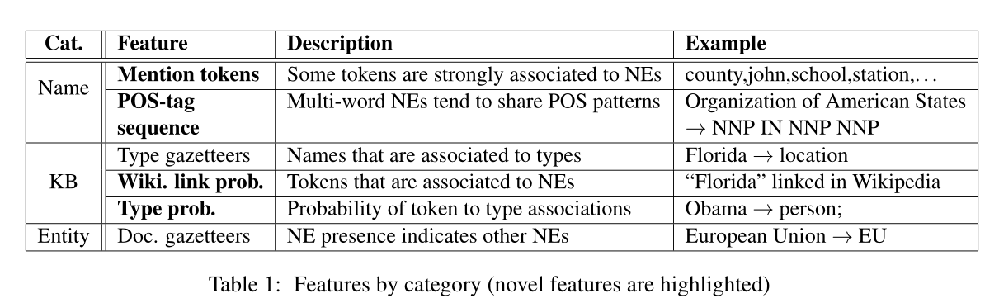 Cat. Feature Description Example
Name Mention tokens Some tokens are strongly associated to NEs county,john,school,station,...
POS-tag sequence Multi-word NEs tend to share POS patterns Organization of American States → NNP IN NNP NNP
KB Type gazetteers Names that are associated to types Florida → location
Wiki. link prob. Tokens that are associated to NEs “Florida” linked in Wikipedia
Type prob. Probability of token to type associations Obama → person;
Entity Doc. gazetteers NE presence indicates other NEs European Union → EU
Table 1: Features by category (novel features are highlighted)